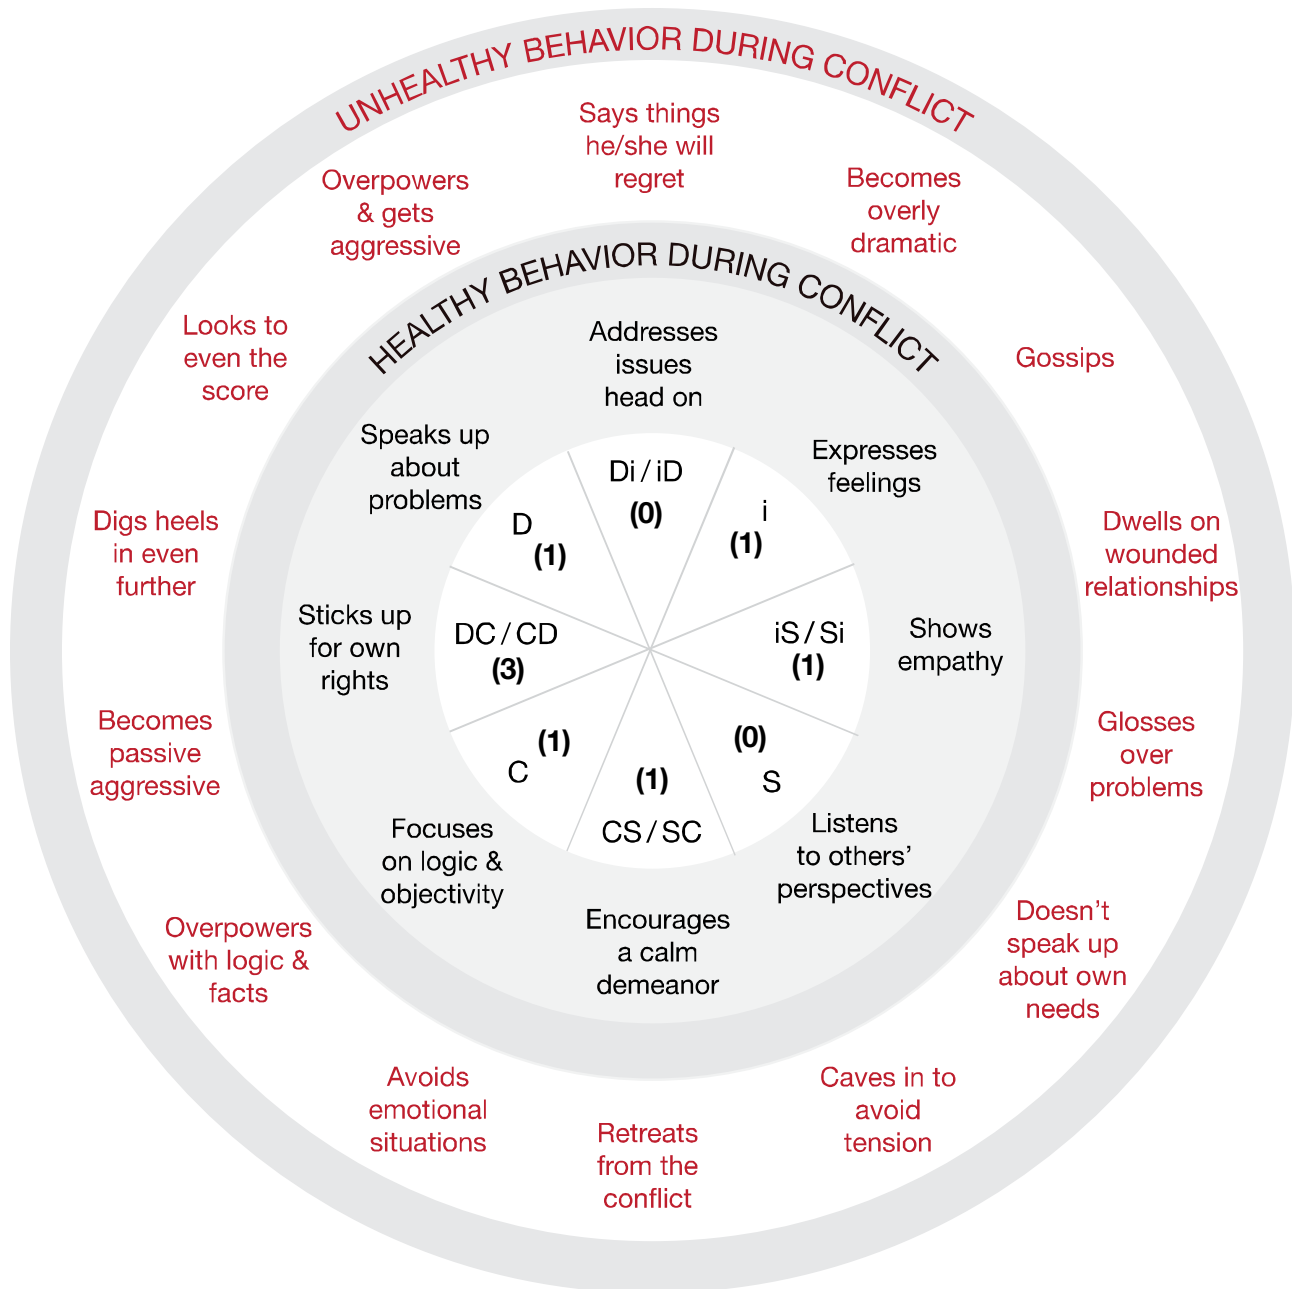 UNHEALTHY BEHAVIOR DURING CONFLICT
Says things
he/she will
regret
Becomes
overly
dramatic
Gossips
Dwells on
wounded
relationships
Glosses
over
problems
Doesn't
speak up
about own
needs
Caves in to
avoid
tension
Retreats
from the
conflict
Avoids
emotional
situations
Overpowers
with logic &
facts
Becomes
passive
aggressive
Digs heels
in even
further
Looks to
even the
score
Overpowers
& gets
aggressive
HEALTHY BEHAVIOR DURING CONFLICT
Addresses
issues
head on
Expresses
feelings
Shows
empathy
Listens
to others'
perspectives
Encourages
a calm
demeanor
Focuses
on logic &
objectivity
Sticks up
for own
rights
Speaks up
about
problems
Di / iD
(0)
i
(1)
iS / Si
(1)
(0)
S
(1)
CS / SC
(1)
C
DC / CD
(3)
D
(1)